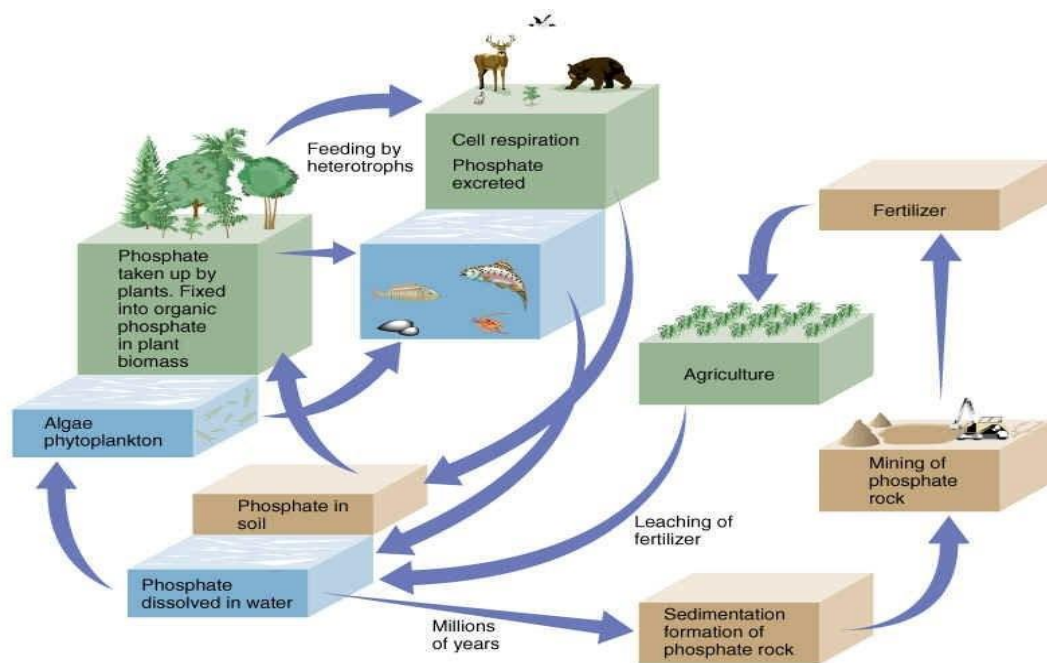 Cell respiration
Phosphate
excreted
Feeding by
heterotrophs
Fertilizer
Phosphate
taken up by
plants. Fixed
into organic
phosphate
in plant
biomass
Agriculture
Algae
phytoplankton
Mining of
phosphate
rock
Phosphate in
soil
Leaching of
fertilizer
Phosphate
dissolved in water
Millions
of years
Sedimentation
formation of
phosphate rock